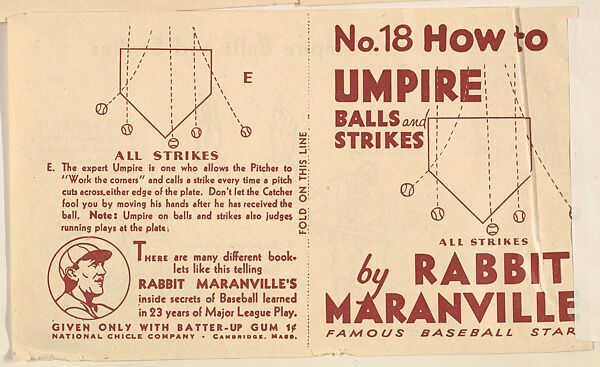 E
ALL STRIKES
E. The expert Umpire is one who allows the Pitcher to
"Work the corners" and calls a strike every time a pitch
cuts across either edge of the plate. Don't let the Catcher
fool you by moving his hands after he has received the
ball. Note: Umpire on balls and strikes also judges
running plays at the plate.
THERE are many different book-
lets like this telling
RABBIT MARANVILLE'S
inside secrets of Baseball learned
in 23 years of Major League Play.
GIVEN ONLY WITH BATTER-UP GUM 1¢
NATIONAL CHICLE COMPANY · CAMBRIDGE, MASS.
FOLD ON THIS LINE
No. 18 How to
UMPIRE
BALLS and
STRIKES
ALL STRIKES
by RABBIT
MARANVILLE
FAMOUS BASEBALL STAR